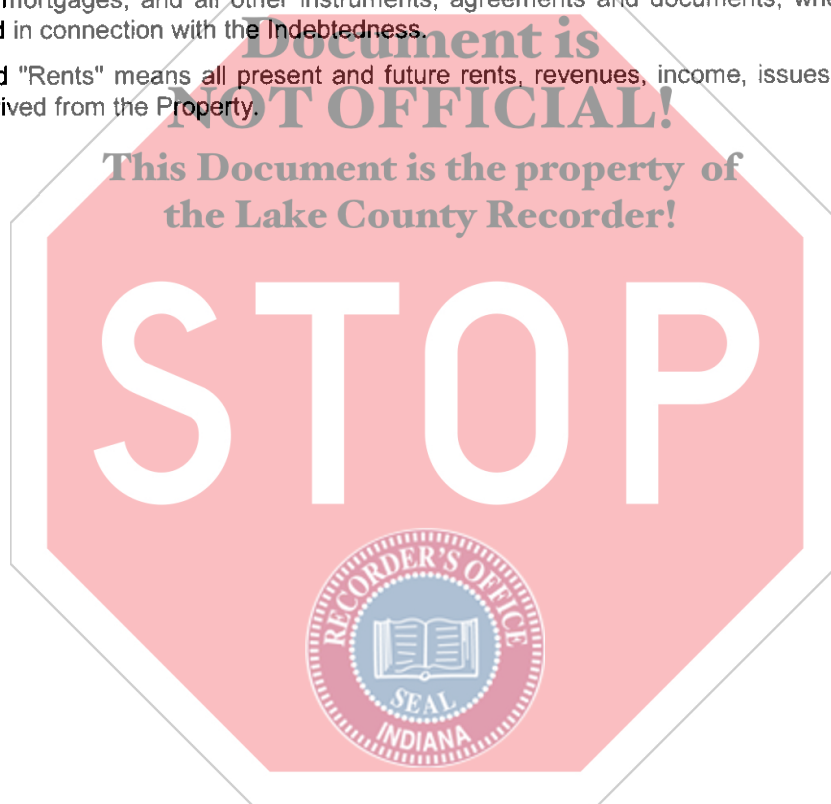 mortgages, and all other instruments, agreements and documents,
d in connection with the Indebtedness.
Document is
d "Rents" means all present and future rents, revenues, income, issues
rived from the Property.
NOT OFFICIAL!
This Document is the property of
the Lake County Recorder!
STOP
RECORDER'S OFFICE
SEAL
INDIANA